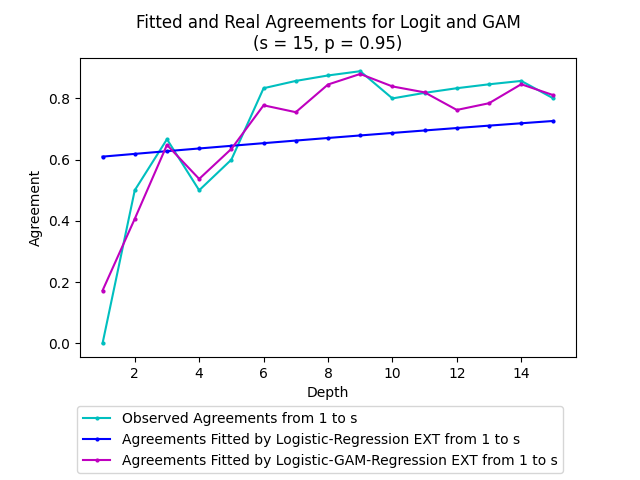 Fitted and Real Agreements for Logit and GAM
(s = 15, p = 0.95)
Agreement
0.8
0.6
0.4
0.2
0.0
2 4 6 8 10 12 14
Depth
Observed Agreements from 1 to s
Agreements Fitted by Logistic-Regression EXT from 1 to s
Agreements Fitted by Logistic-GAM-Regression EXT from 1 to s